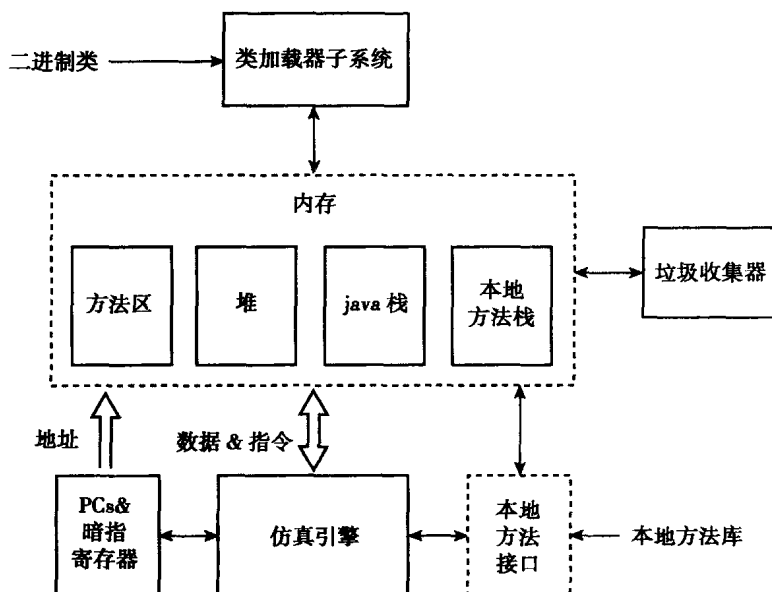 二进制类
类加载器子系统
内存
方法区
堆
java 栈
本地
方法栈
垃圾收集器
地址
数据 & 指令
PCs&
暗指
寄存器
仿真引擎
本地
方法
接口
本地方法库